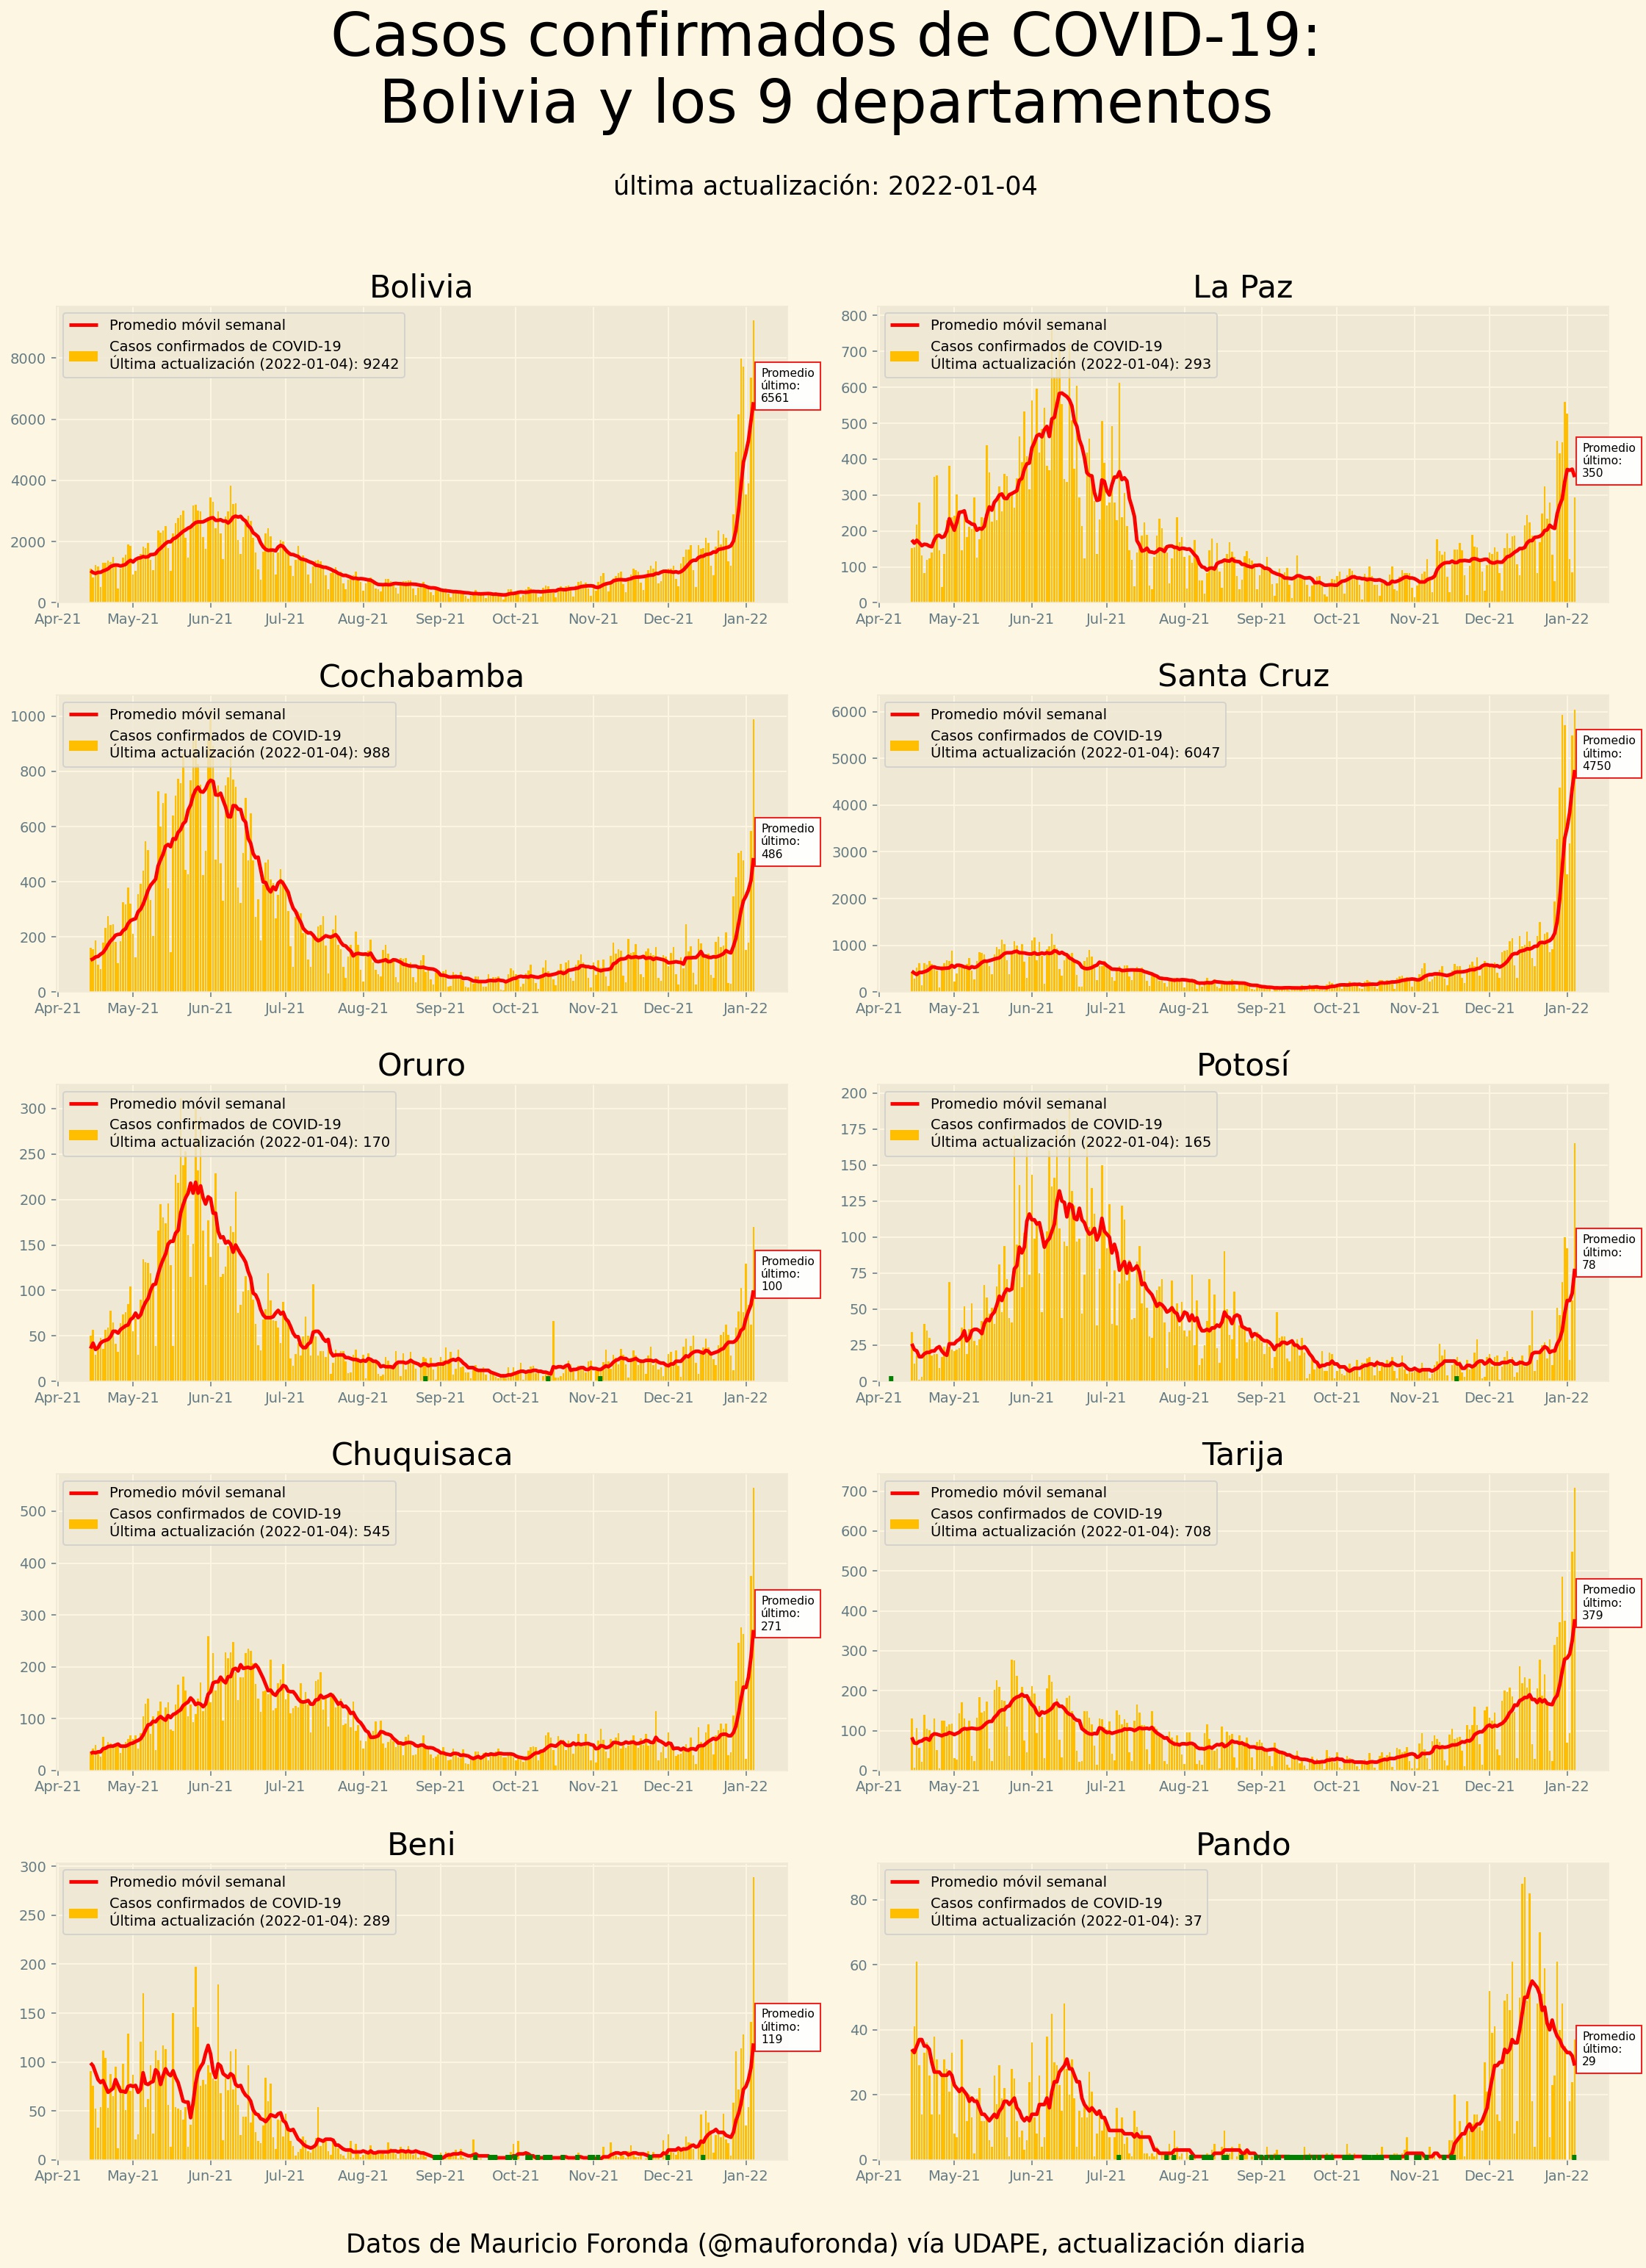 Casos confirmados de COVID-19:
Bolivia y los 9 departamentos
última actualización: 2022-01-04
Bolivia
Promedio móvil semanal
Casos confirmados de COVID-19
Última actualización (2022-01-04): 9242
8000
6000
4000
2000
0
Promedio
último:
6561
Apr-21 May-21 Jun-21 Jul-21 Aug-21 Sep-21 Oct-21 Nov-21 Dec-21 Jan-22
La Paz
Promedio móvil semanal
Casos confirmados de COVID-19
Última actualización (2022-01-04): 293
800
700
600
500
400
300
200
100
0
Promedio
último:
350
Apr-21 May-21 Jun-21 Jul-21 Aug-21 Sep-21 Oct-21 Nov-21 Dec-21 Jan-22
Cochabamba
Promedio móvil semanal
Casos confirmados de COVID-19
Última actualización (2022-01-04): 988
1000
800
600
400
200
0
Promedio
último:
486
Apr-21 May-21 Jun-21 Jul-21 Aug-21 Sep-21 Oct-21 Nov-21 Dec-21 Jan-22
Santa Cruz
Promedio móvil semanal
Casos confirmados de COVID-19
Última actualización (2022-01-04): 6047
6000
5000
4000
3000
2000
1000
0
Promedio
último:
4750
Apr-21 May-21 Jun-21 Jul-21 Aug-21 Sep-21 Oct-21 Nov-21 Dec-21 Jan-22
Oruro
Promedio móvil semanal
Casos confirmados de COVID-19
Última actualización (2022-01-04): 170
300
250
200
150
100
50
0
Promedio
último:
100
Apr-21 May-21 Jun-21 Jul-21 Aug-21 Sep-21 Oct-21 Nov-21 Dec-21 Jan-22
Potosí
Promedio móvil semanal
Casos confirmados de COVID-19
Última actualización (2022-01-04): 165
200
175
150
125
100
75
50
25
0
Promedio
último:
78
Apr-21 May-21 Jun-21 Jul-21 Aug-21 Sep-21 Oct-21 Nov-21 Dec-21 Jan-22
Chuquisaca
Promedio móvil semanal
Casos confirmados de COVID-19
Última actualización (2022-01-04): 545
500
400
300
200
100
0
Promedio
último:
271
Apr-21 May-21 Jun-21 Jul-21 Aug-21 Sep-21 Oct-21 Nov-21 Dec-21 Jan-22
Tarija
Promedio móvil semanal
Casos confirmados de COVID-19
Última actualización (2022-01-04): 708
700
600
500
400
300
200
100
0
Promedio
último:
379
Apr-21 May-21 Jun-21 Jul-21 Aug-21 Sep-21 Oct-21 Nov-21 Dec-21 Jan-22
Beni
Promedio móvil semanal
Casos confirmados de COVID-19
Última actualización (2022-01-04): 289
300
250
200
150
100
50
0
Promedio
último:
119
Apr-21 May-21 Jun-21 Jul-21 Aug-21 Sep-21 Oct-21 Nov-21 Dec-21 Jan-22
Pando
Promedio móvil semanal
Casos confirmados de COVID-19
Última actualización (2022-01-04): 37
80
60
40
20
0
Promedio
último:
29
Apr-21 May-21 Jun-21 Jul-21 Aug-21 Sep-21 Oct-21 Nov-21 Dec-21 Jan-22
Datos de Mauricio Foronda (@mauforonda) vía UDAPE, actualización diaria